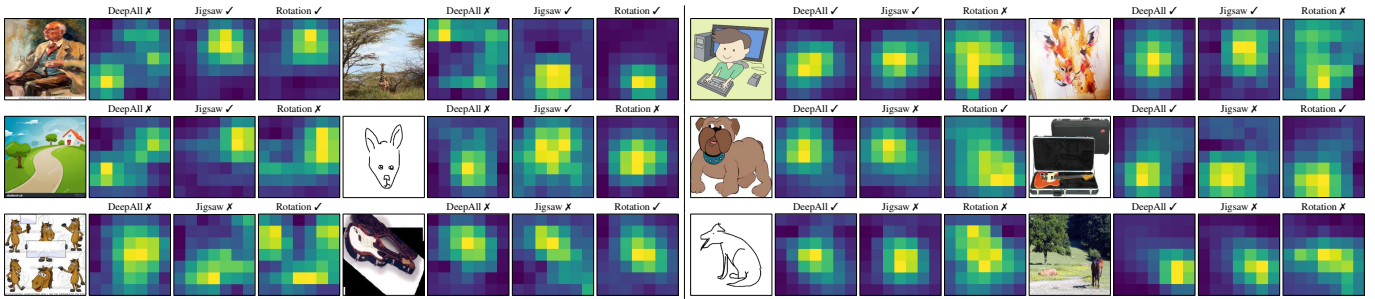 DeepAll ✗ Jigsaw ✓ Rotation ✓ DeepAll ✗ Jigsaw ✓ Rotation ✓ DeepAll ✓ Jigsaw ✓ Rotation ✗ DeepAll ✓ Jigsaw ✓ Rotation ✗
DeepAll ✗ Jigsaw ✓ Rotation ✓ DeepAll ✗ Jigsaw ✓ Rotation ✗ DeepAll ✓ Jigsaw ✗ Rotation ✓ DeepAll ✓ Jigsaw ✗ Rotation ✓
DeepAll ✗ Jigsaw ✗ Rotation ✓ DeepAll ✗ Jigsaw ✗ Rotation ✓ DeepAll ✓ Jigsaw ✗ Rotation ✗ DeepAll ✓ Jigsaw ✗ Rotation ✗